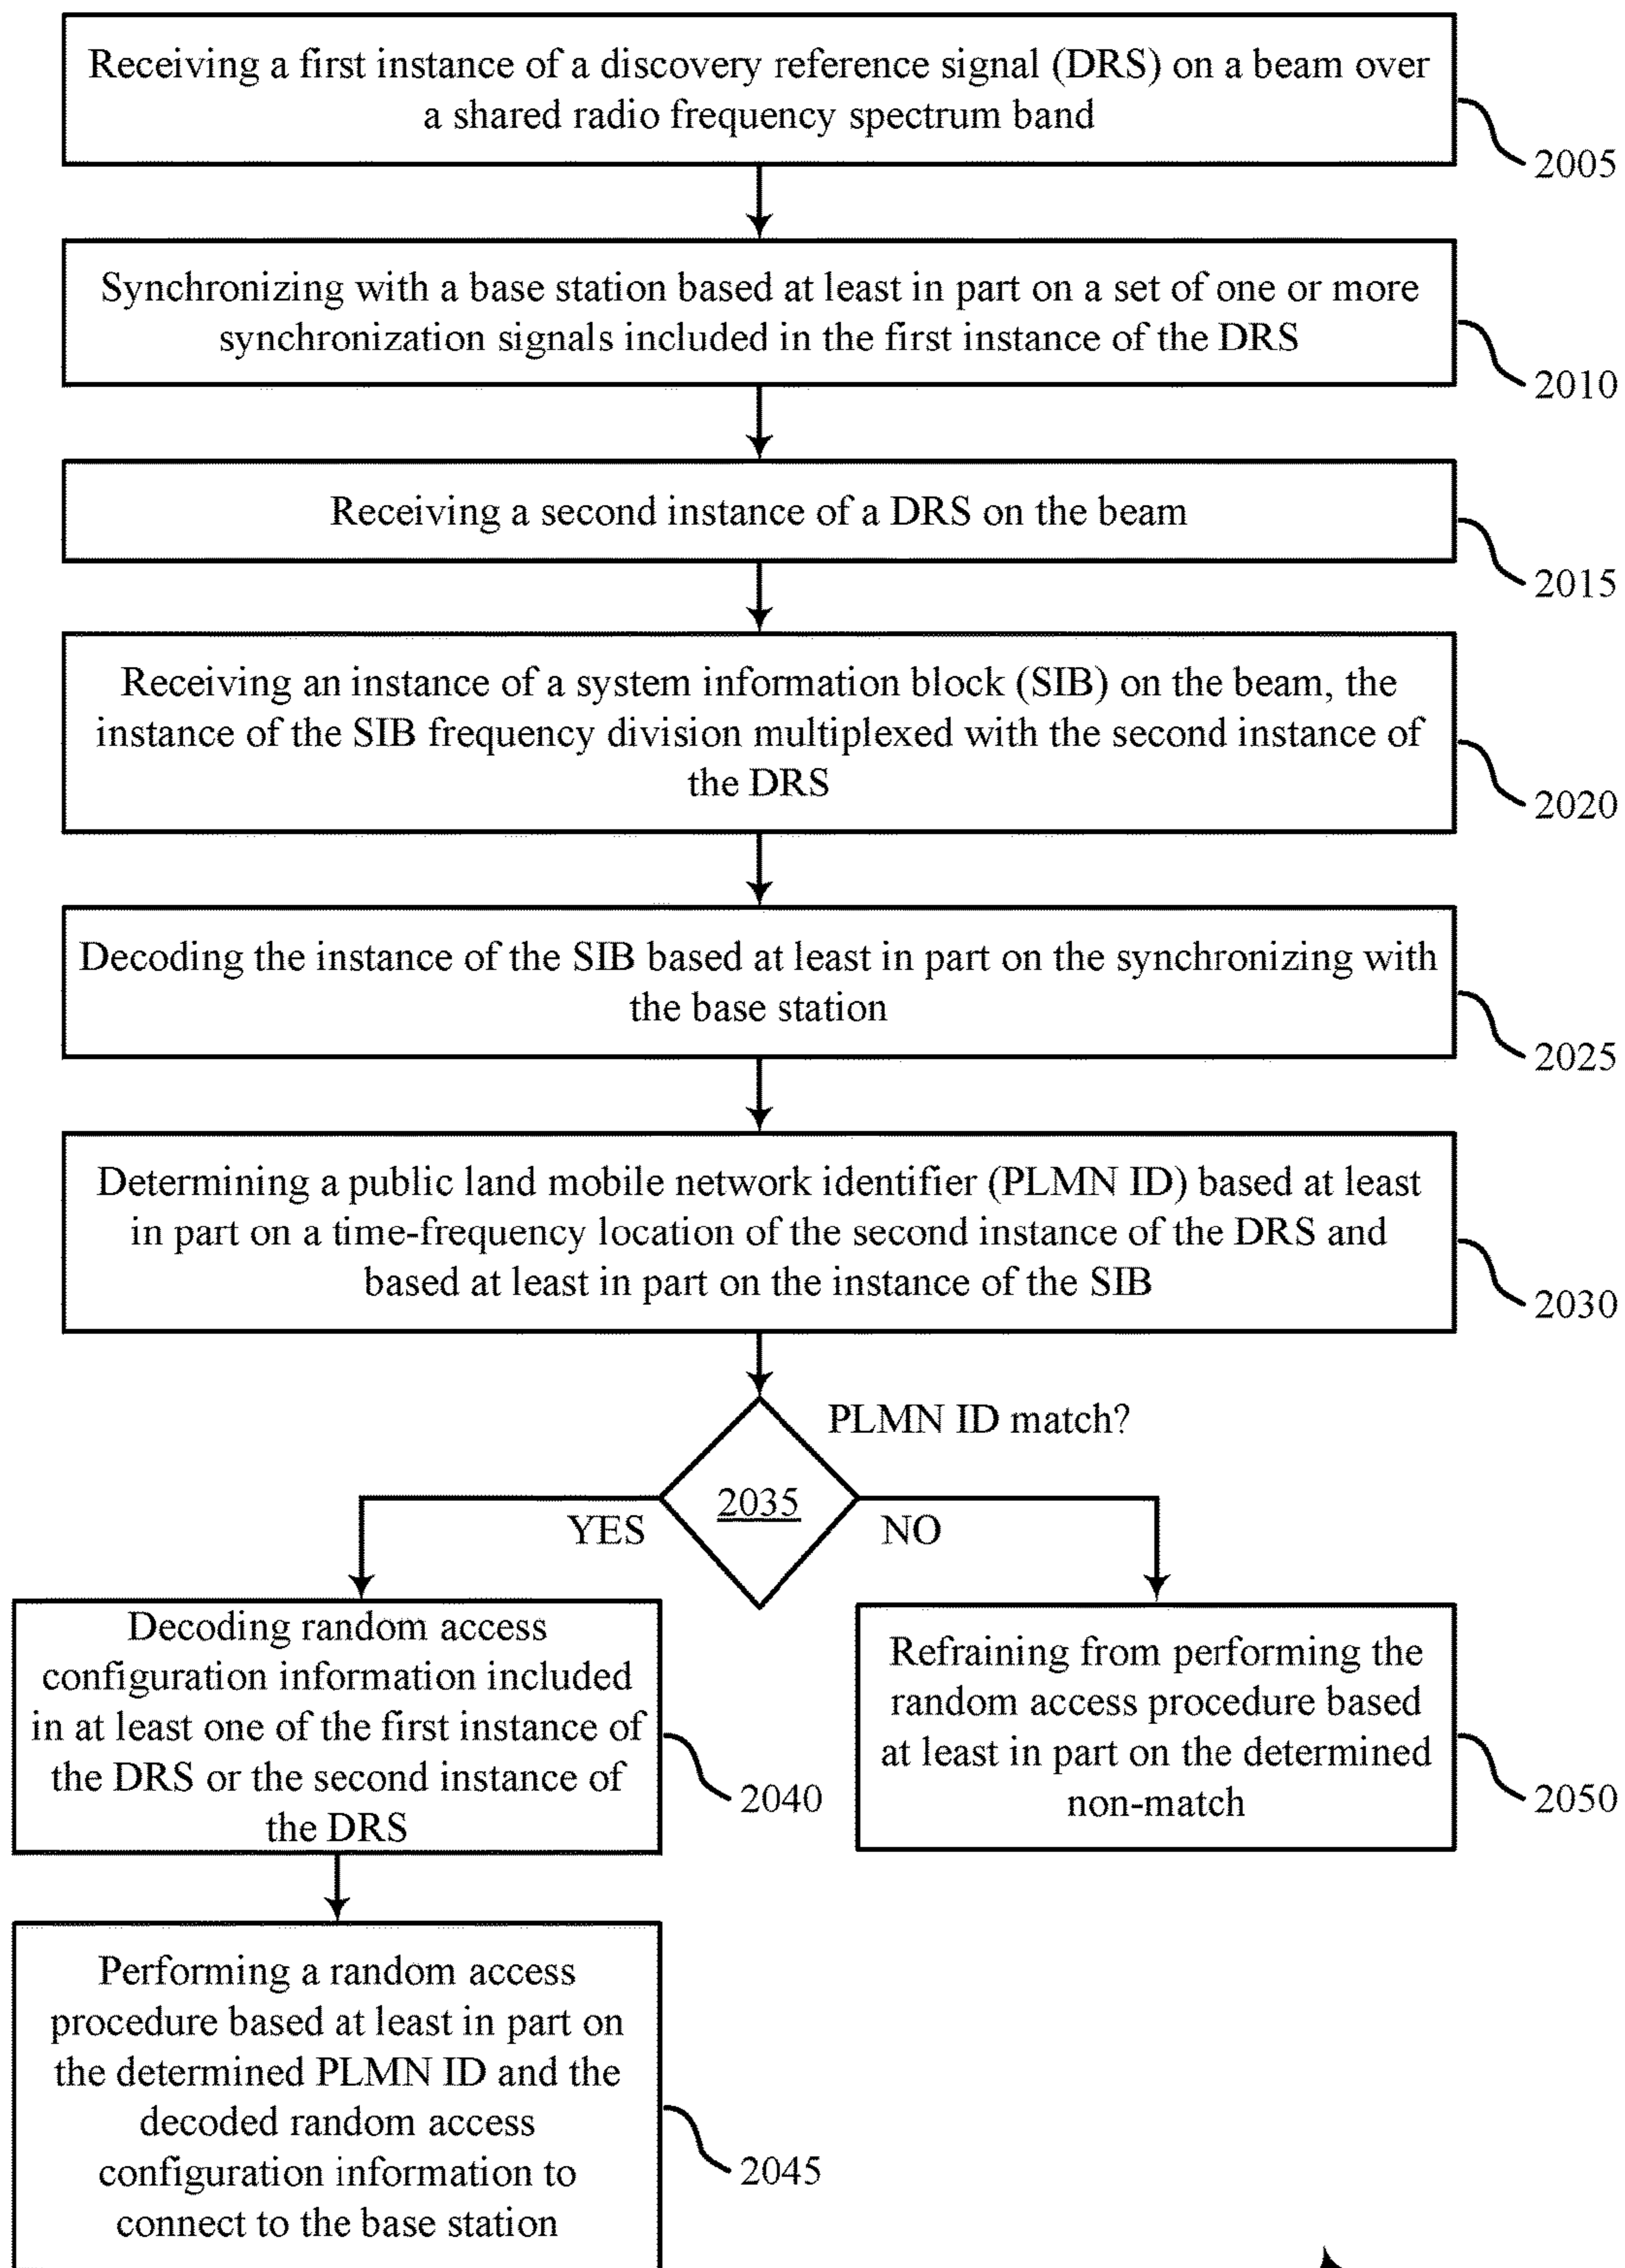 Receiving a first instance of a discovery reference signal (DRS) on a beam over
a shared radio frequency spectrum band
2005
Synchronizing with a base station based at least in part on a set of one or more
synchronization signals included in the first instance of the DRS
2010
Receiving a second instance of a DRS on the beam
2015
Receiving an instance of a system information block (SIB) on the beam, the
instance of the SIB frequency division multiplexed with the second instance of
the DRS
2020
Decoding the instance of the SIB based at least in part on the synchronizing with
the base station
2025
Determining a public land mobile network identifier (PLMN ID) based at least
in part on a time-frequency location of the second instance of the DRS and
based at least in part on the instance of the SIB
2030
PLMN ID match?
2035
YES
NO
Decoding random access
configuration information included
in at least one of the first instance of
the DRS or the second instance of
the DRS
2040
Refraining from performing the
random access procedure based
at least in part on the determined
non-match
2050
Performing a random access
procedure based at least in part on
the determined PLMN ID and the
decoded random access
configuration information to
connect to the base station
2045